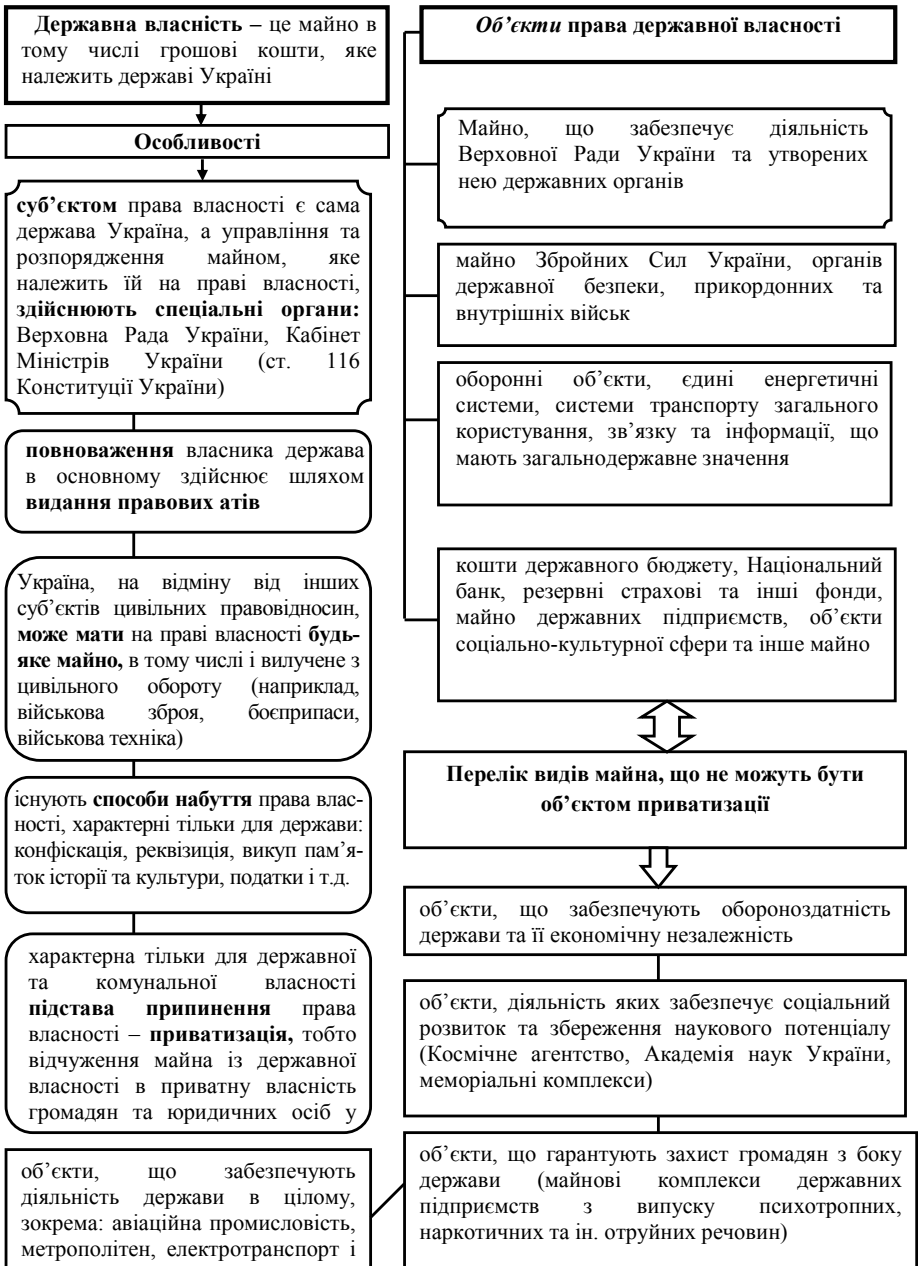 Державна власність – це майно в
тому числі грошові кошти, яке
належить державі Україні
Особливості
суб’єктом права власності є сама
держава Україна, а управління та
розпорядження майном, яке
належить їй на праві власності,
здійснюють спеціальні органи:
Верховна Рада України, Кабінет
Міністрів України (ст. 116
Конституції України)
повноваження власника держава
в основному здійснює шляхом
видання правових атів
Україна, на відміну від інших
суб’єктів цивільних правовідносин,
може мати на праві власності будь-
яке майно, в тому числі і вилучене з
цивільного обороту (наприклад,
військова зброя, боєприпаси,
військова техніка)
існують способи набуття права влас-
ності, характерні тільки для держави:
конфіскація, реквізиція, викуп пам’я-
ток історії та культури, податки і т.д.
характерна тільки для державної
та комунальної власності
підстава припинення права
власності – приватизація, тобто
відчуження майна із державної
власності в приватну власність
громадян та юридичних осіб у
об’єкти, що забезпечують
діяльність держави в цілому,
зокрема: авіаційна промисловість,
метрополітен, електротранспорт і
Об’єкти права державної власності
Майно, що забезпечує діяльність
Верховної Ради України та утворених
нею державних органів
майно Збройних Сил України, органів
державної безпеки, прикордонних та
внутрішніх військ
оборонні об’єкти, єдині енергетичні
системи, системи транспорту загального
користування, зв’язку та інформації, що
мають загальнодержавне значення
кошти державного бюджету, Національний
банк, резервні страхові та інші фонди,
майно державних підприємств, об’єкти
соціально-культурної сфери та інше майно
Перелік видів майна, що не можуть бути
об’єктом приватизації
об’єкти, що забезпечують обороноздатність
держави та її економічну незалежність
об’єкти, діяльність яких забезпечує соціальний
розвиток та збереження наукового потенціалу
(Космічне агентство, Академія наук України,
меморіальні комплекси)
об’єкти, що гарантують захист громадян з боку
держави (майнові комплекси державних
підприємств з випуску психотропних,
наркотичних та ін. отруйних речовин)